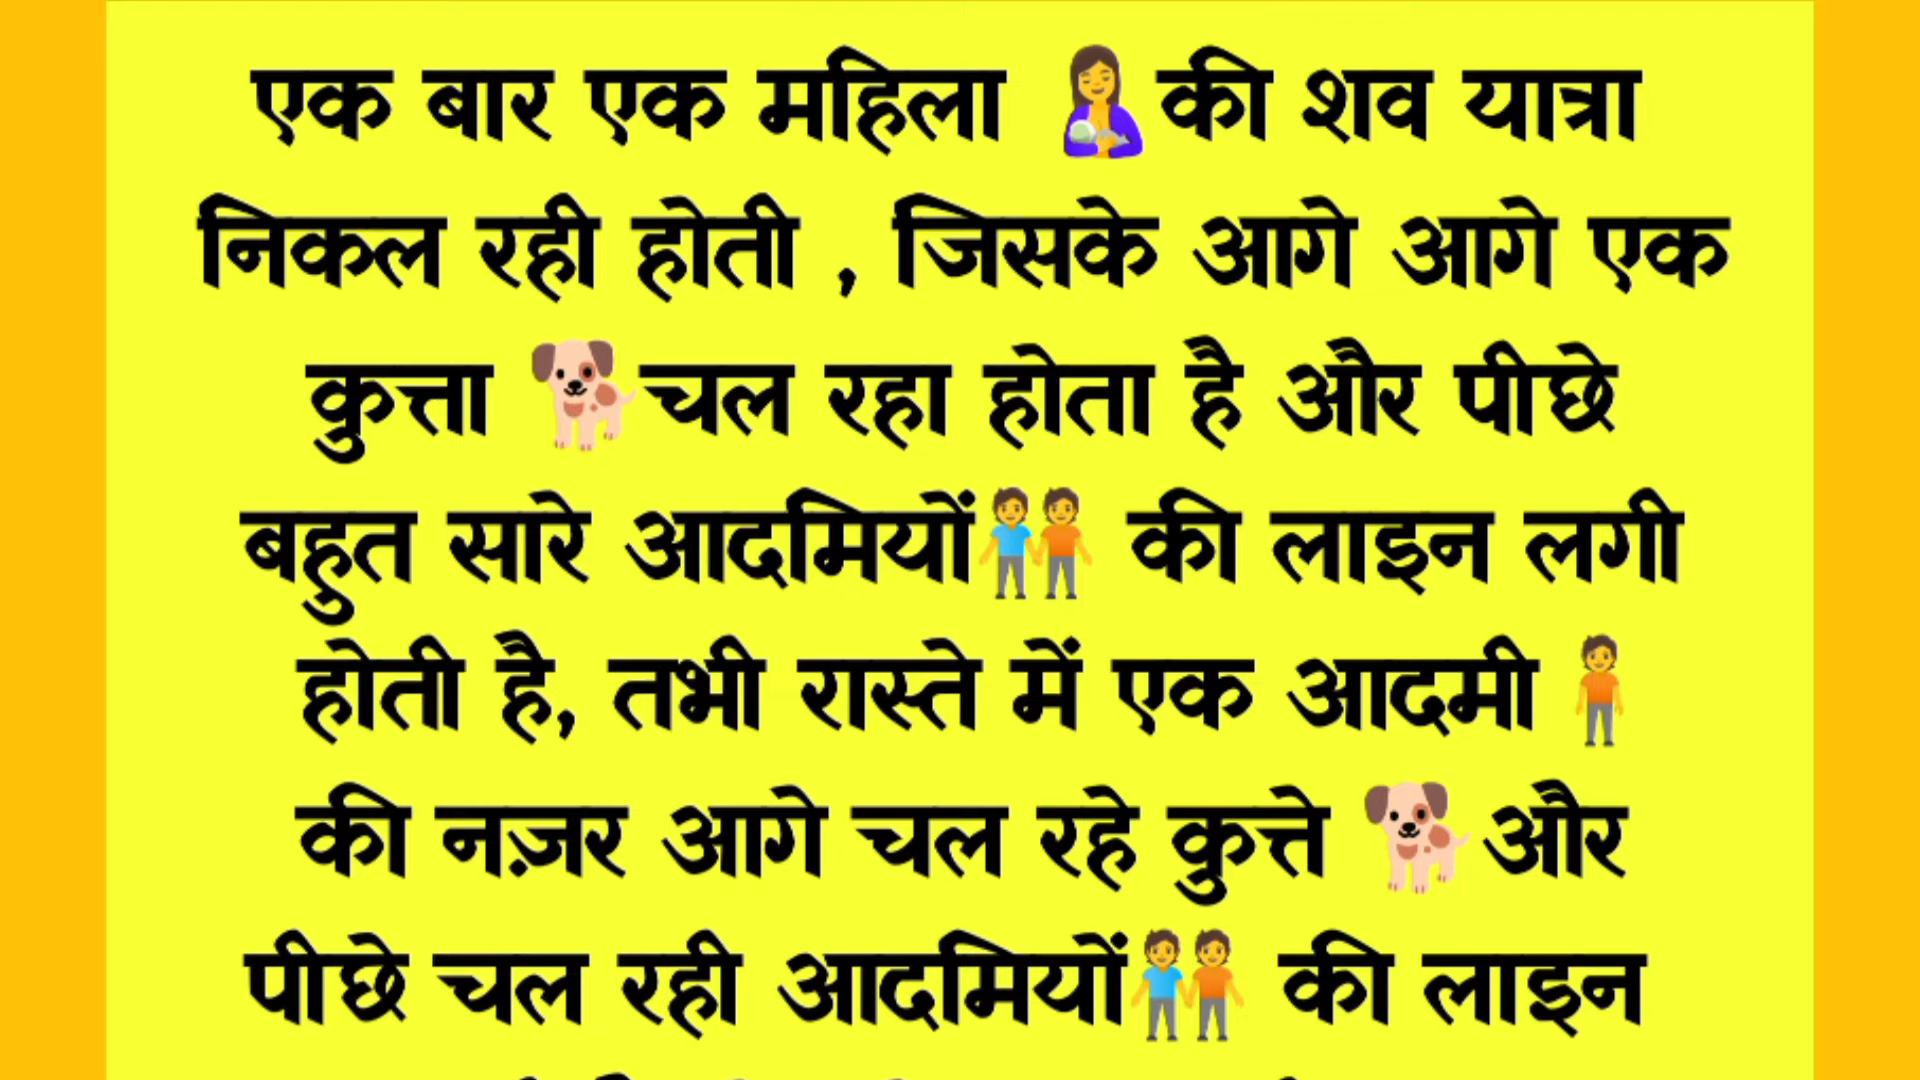 एक बार एक महिला 🤱की शव यात्रा
निकल रही होती , जिसके आगे आगे एक
कुत्ता 🐕चल रहा होता है और पीछे
बहुत सारे आदमियों🧑‍🤝‍🧑 की लाइन लगी
होती है, तभी रास्ते में एक आदमी 🧍
की नज़र आगे चल रहे कुत्ते 🐕और
पीछे चल रही आदमियों🧑‍🤝‍🧑 की लाइन